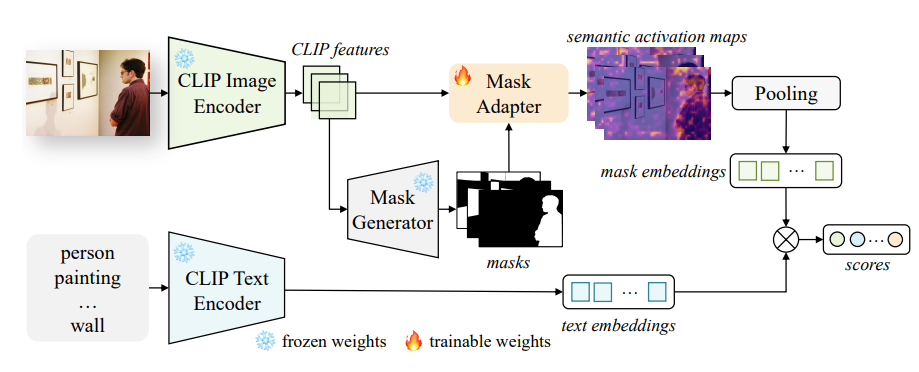 CLIP Image
Encoder
CLIP features
Mask
Adapter
semantic activation maps
Pooling
mask embeddings
...
Mask
Generator
masks
scores
...
person
painting
...
wall
CLIP Text
Encoder
text embeddings
...
frozen weights
trainable weights